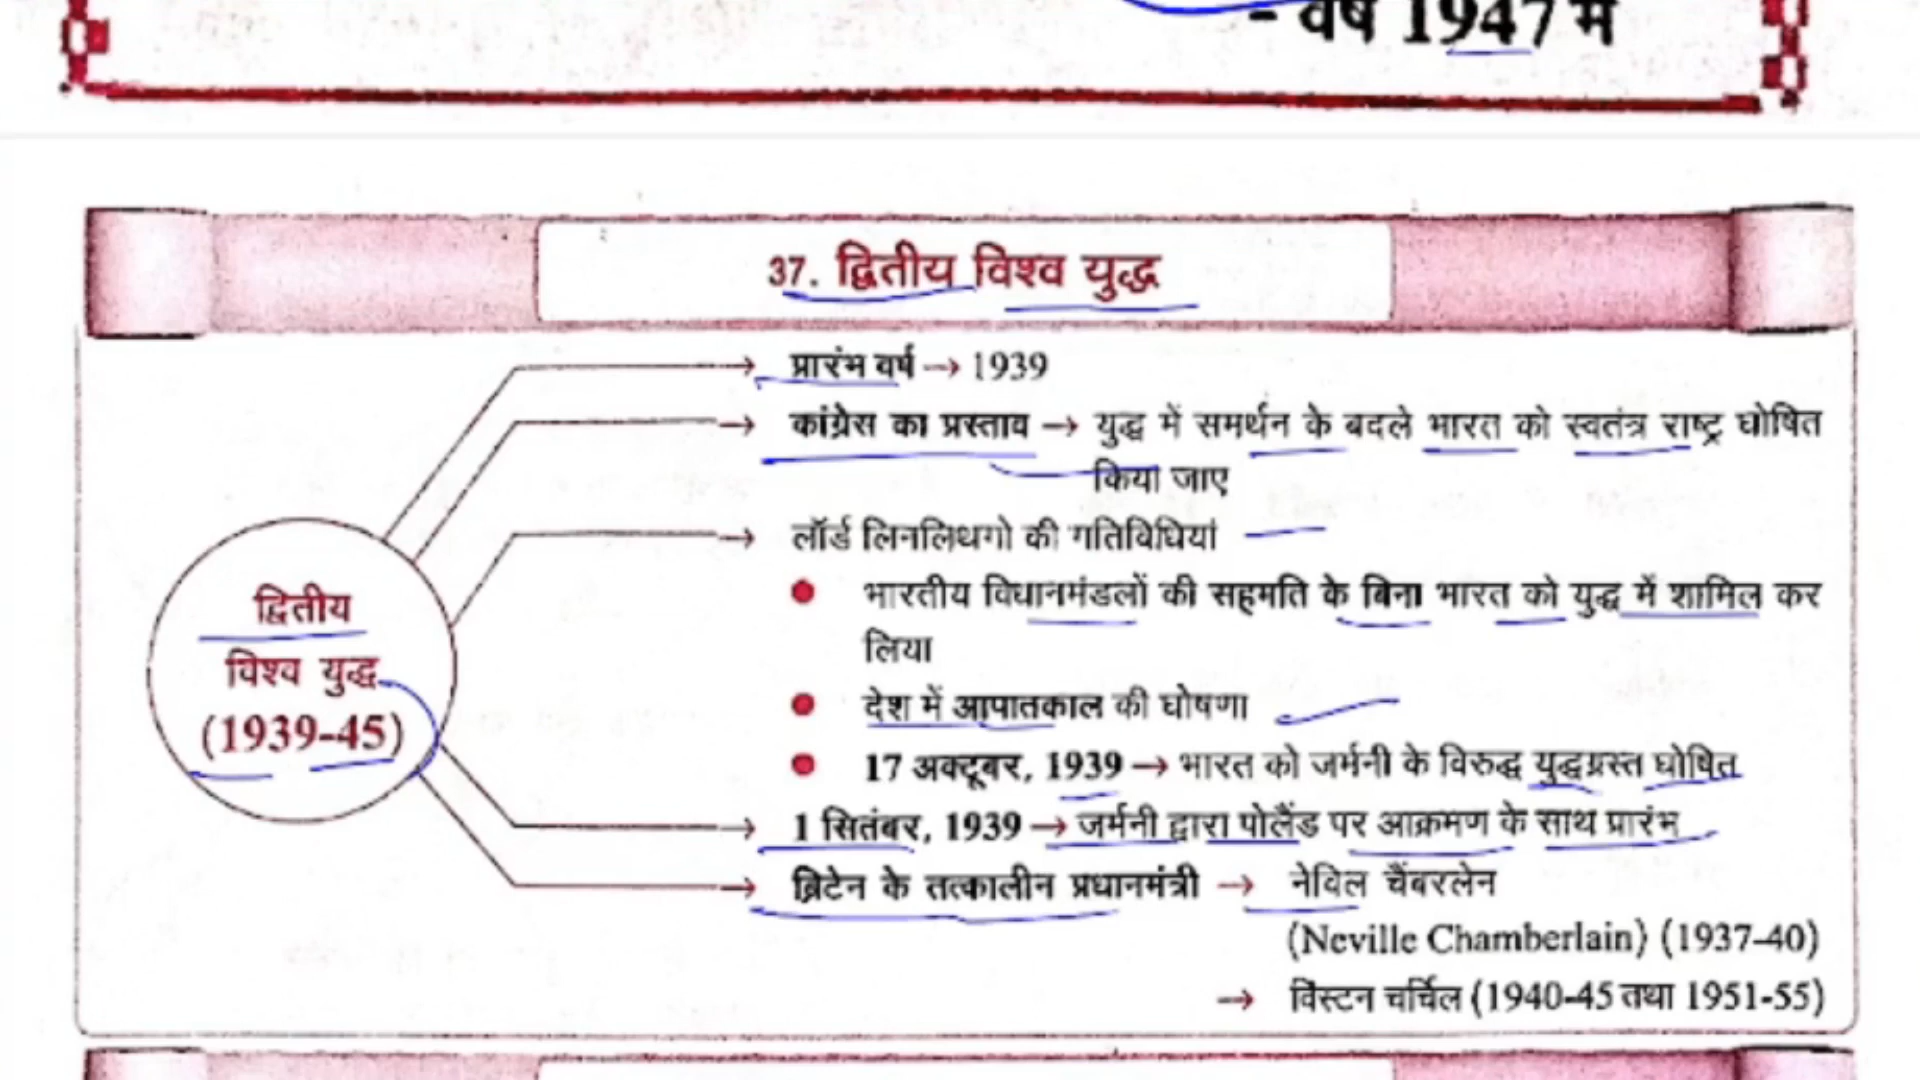 - वर्ष 1947 में
37. द्वितीय विश्व युद्ध
प्रारंभ वर्ष → 1939
कांग्रेस का प्रस्ताव → युद्ध में समर्थन के बदले भारत को स्वतंत्र राष्ट्र घोषित
किया जाए
लॉर्ड लिनलिथगो की गतिविधियां
● भारतीय विधानमंडलों की सहमति के बिना भारत को युद्ध में शामिल कर
लिया
● देश में आपातकाल की घोषणा
● 17 अक्टूबर, 1939 → भारत को जर्मनी के विरुद्ध युद्धग्रस्त घोषित
द्वितीय
विश्व युद्ध
(1939-45)
1 सितंबर, 1939 → जर्मनी द्वारा पोलैंड पर आक्रमण के साथ प्रारंभ
ब्रिटेन के तत्कालीन प्रधानमंत्री → नेविल चैंबरलेन
(Neville Chamberlain) (1937-40)
→ विंस्टन चर्चिल (1940-45 तथा 1951-55)